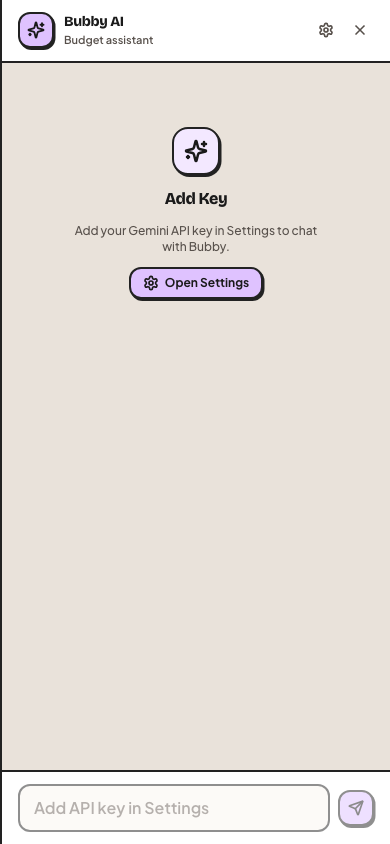 Bubby AI
Budget assistant
Add Key
Add your Gemini API key in Settings to chat
with Bubby.
Open Settings
Add API key in Settings